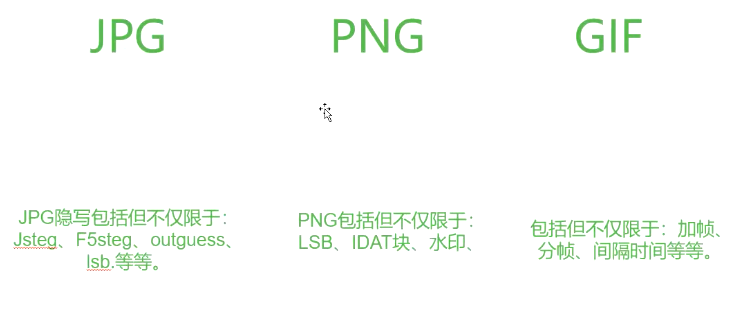 JPG
PNG
GIF
JPG隐写包括但不仅限于：
Jsteg、F5steg、outguess、
lsb.等等。
PNG包括但不仅限于：
LSB、IDAT块、水印、
包括但不仅限于：加帧、
分帧、间隔时间等等。